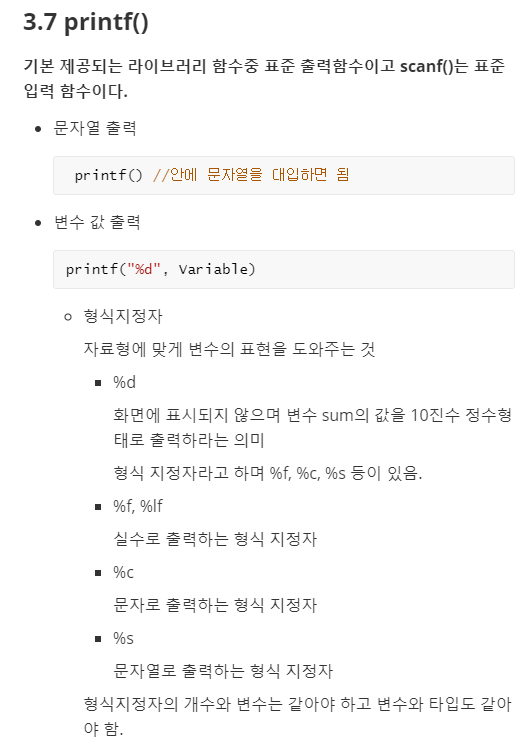 3.7 printf()
기본 제공되는 라이브러리 함수중 표준 출력함수이고 scanf()는 표준
입력 함수이다.
문자열 출력
printf() //안에 문자열을 대입하면 됨
변수 값 출력
printf("%d", Variable)
형식지정자
자료형에 맞게 변수의 표현을 도와주는 것
%d
화면에 표시되지 않으며 변수 sum의 값을 10진수 정수형
태로 출력하라는 의미
형식 지정자라고 하며 %f, %c, %s 등이 있음.
%f, %lf
실수로 출력하는 형식 지정자
%c
문자로 출력하는 형식 지정자
%s
문자열로 출력하는 형식 지정자
형식지정자의 개수와 변수는 같아야 하고 변수와 타입도 같아
야 함.